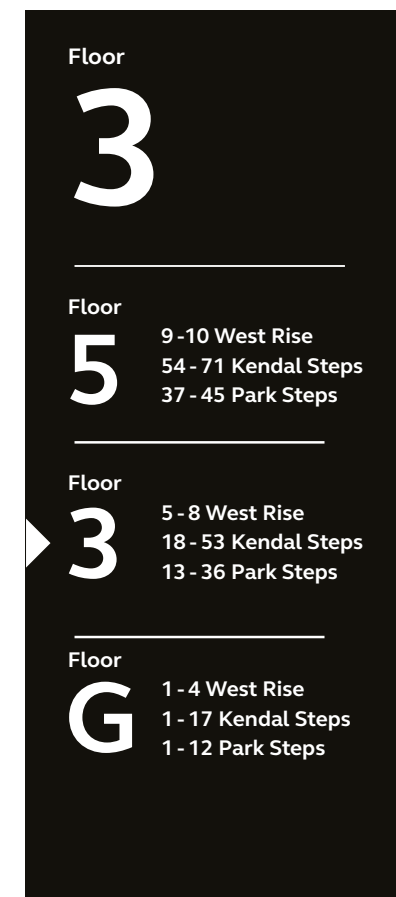 Floor
3
Floor
5
9-10 West Rise
54-71 Kendal Steps
37-45 Park Steps
Floor
3
5-8 West Rise
18-53 Kendal Steps
13-36 Park Steps
Floor
G
1-4 West Rise
1-17 Kendal Steps
1-12 Park Steps